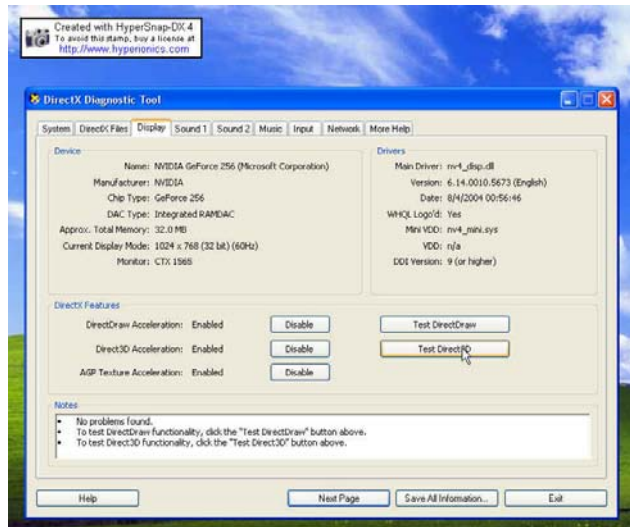 Created with HyperSnap-DX 4
To avoid this stamp, buy a license at
http://www.hyperionics.com
DirectX Diagnostic Tool
System DirectX Files Display Sound 1 Sound 2 Music Input Network More Help
Device
Name: NVIDIA GeForce 256 (Microsoft Corporation)
Manufacturer: NVIDIA
Chip Type: GeForce 256
DAC Type: Integrated RAMDAC
Approx. Total Memory: 32.0 MB
Current Display Mode: 1024 x 768 (32 bit) (60Hz)
Monitor: CTX 1565
Drivers
Main Driver: nv4_disp.dll
Version: 6.14.0010.5673 (English)
Date: 8/4/2004 00:56:46
WHQL Logo'd: Yes
Mini VDD: nv4_mini.sys
VDD: n/a
DDI Version: 9 (or higher)
DirectX Features
DirectDraw Acceleration: Enabled Disable Test DirectDraw
Direct3D Acceleration: Enabled Disable Test Direct3D
AGP Texture Acceleration: Enabled Disable
Notes
• No problems found.
• To test DirectDraw functionality, click the "Test DirectDraw" button above.
• To test Direct3D functionality, click the "Test Direct3D" button above.
Help Next Page Save All Information... Exit